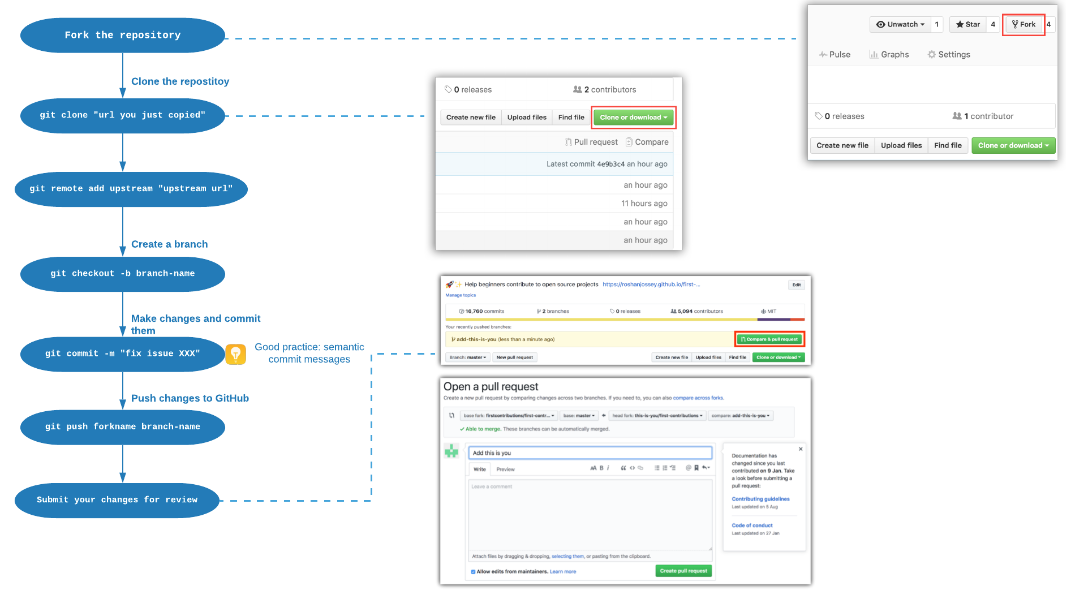 Fork the repository
Clone the repostitoy
git clone "url you just copied"
git remote add upstream "upstream url"
Create a branch
git checkout -b branch-name
Make changes and commit
them
git commit -m "fix issue XXX"
Good practice: semantic
commit messages
Push changes to GitHub
git push forkname branch-name
Submit your changes for review
Unwatch 1 Star 4 Fork 4
Pulse Graphs Settings
0 releases 1 contributor
Create new file Upload files Find file Clone or download
0 releases 2 contributors
Create new file Upload files Find file Clone or download
Pull request Compare
Latest commit 4e9b3c4 an hour ago
an hour ago
11 hours ago
an hour ago
an hour ago
Help beginners contribute to open source projects https://roshanjossey.github.io/first-... Edit
Manage topics
16,760 commits 2 branches 0 releases 5,094 contributors MIT
Your recently pushed branches:
add-this-is-you (less than a minute ago) Compare & pull request
Branch: master New pull request Create new file Upload files Find file Clone or download
Open a pull request
Create a new pull request by comparing changes across two branches. If you need to, you can also compare across forks.
base fork: firstcontributions/first-contr... base: master head fork: this-is-you/first-contributions compare: add-this-is-you
✓ Able to merge. These branches can be automatically merged.
Add this is you
Write Preview
Leave a comment
Attach files by dragging & dropping, selecting them, or pasting from the clipboard.
Allow edits from maintainers. Learn more
Create pull request
Documentation has
changed since you last
contributed on 9 Jan. Take
a look before submitting a
pull request:
Contributing guidelines
Last updated on 5 Aug
Code of conduct
Last updated on 27 Jan